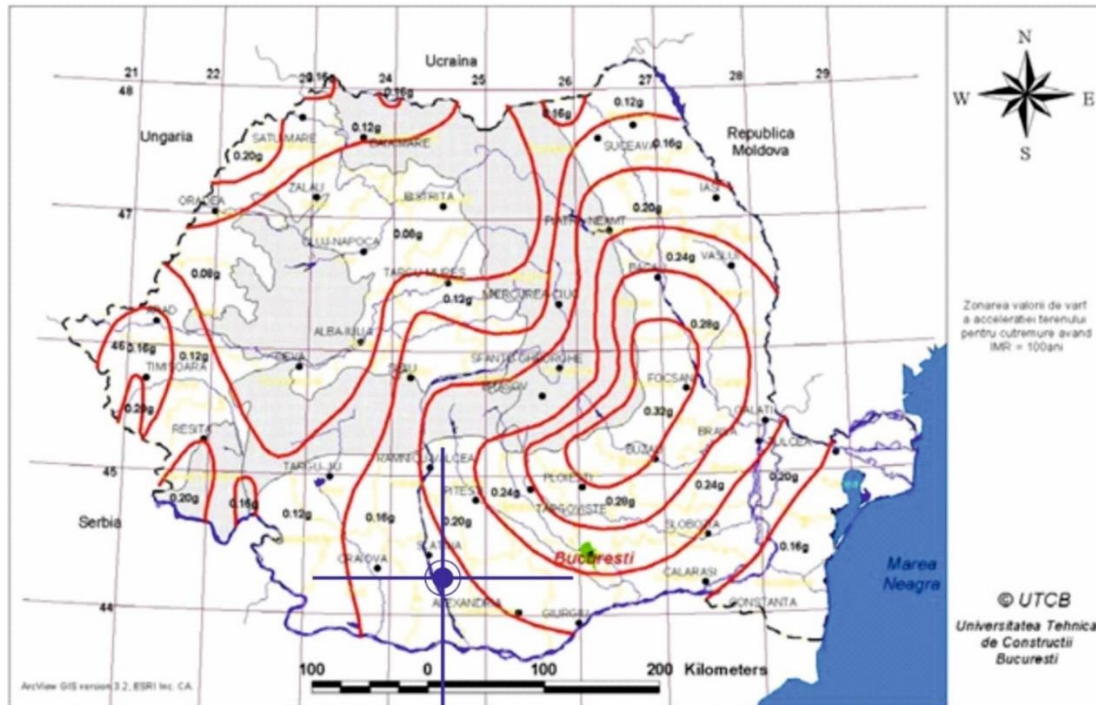 21
22
23
24
25
26
27
28
29
48
47
46
45
44
Ucraina
Ungaria
Republica
Moldova
Serbia
Marea
Neagra
N
W
E
S
0.16g
0.16g
0.12g
SATU MARE
BAIA MARE
0.20g
0.16g
0.12g
SUCEAVA
0.16g
ORADEA
ZALAU
BISTRITA
IASI
0.20g
PIATRA NEAMT
CLUJ-NAPOCA
0.08g
0.08g
TARGU-MURES
0.12g
MIERCUREA-CIUC
BACAU
0.24g
VASLUI
0.28g
ARAD
0.16g
TIMISOARA
0.12g
ALBA-IULIA
DEVA
SIBIU
SFANTU GHEORGHE
BRASOV
FOCSANI
0.32g
GALATI
BRAILA
TULCEA
0.20g
RESITA
TARGU-JIU
RAMNICU VALCEA
BUZAU
PLOIESTI
0.24g
PITESTI
0.24g
TARGOVISTE
0.28g
0.20g
0.20g
0.16g
0.12g
0.16g
0.20g
SLOBOZIA
0.16g
CRAIOVA
SLATINA
Bucuresti
CALARASI
CONSTANTA
ALEXANDRIA
GIURGIU
100
0
100
200
Kilometers
ArcView GIS version 3.2, ESRI Inc. CA.
Zonarea valorii de varf
a acceleratiei terenului
pentru cutremure avand
IMR = 100ani
© UTCB
Universitatea Tehnica
de Constructii
Bucuresti